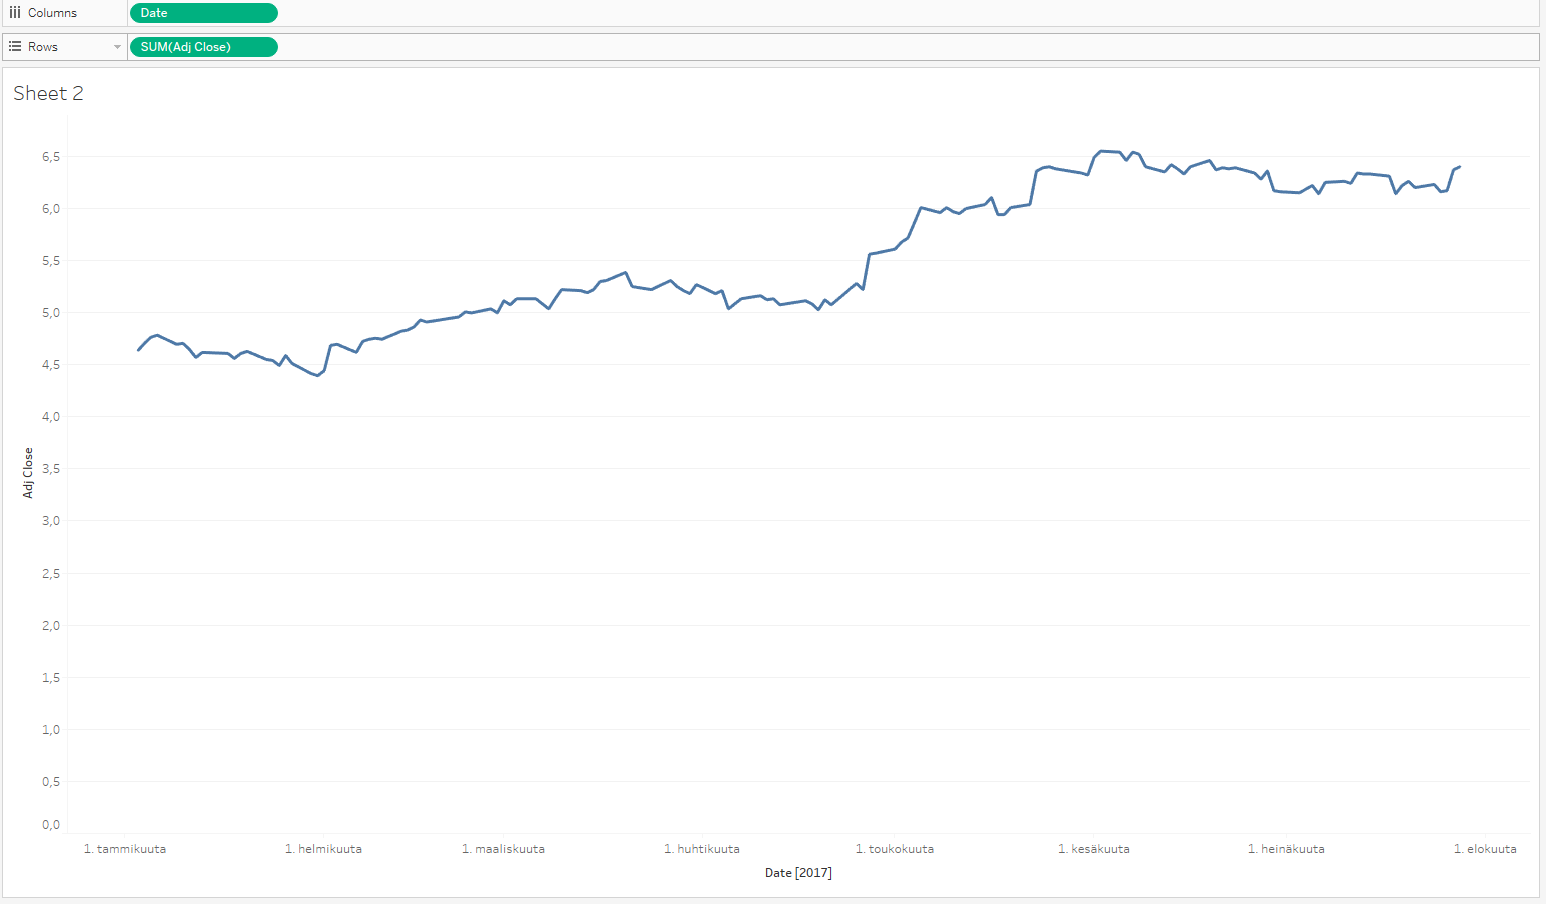 Columns
Date
Rows
SUM(Adj Close)
Sheet 2
6,5
6,0
5,5
5,0
4,5
4,0
3,5
3,0
2,5
2,0
1,5
1,0
0,5
0,0
Adj Close
1. tammikuuta 1. helmikuuta 1. maaliskuuta 1. huhtikuuta 1. toukokuuta 1. kesäkuuta 1. heinäkuuta 1. elokuuta
Date [2017]